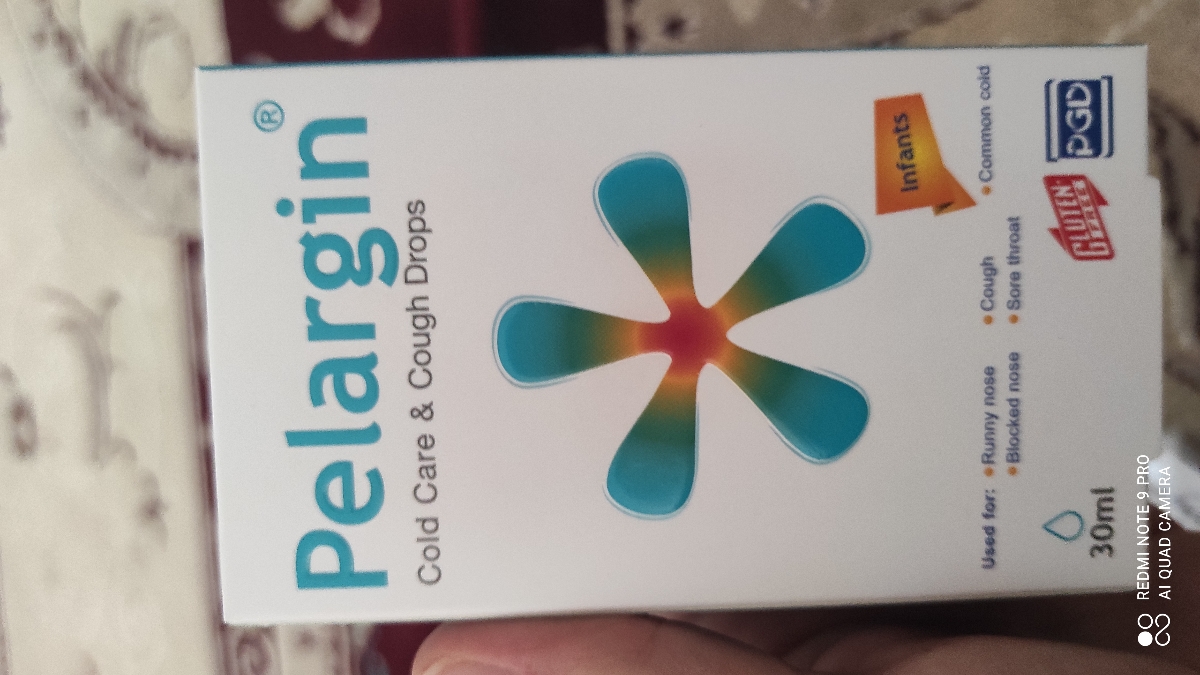 Pelargin®
Cold Care & Cough Drops
Infants
Used for: • Runny nose • Cough • Common cold
• Blocked nose • Sore throat
30ml
GLUTEN-
FREE
PGD
REDMI NOTE 9 PRO
AI QUAD CAMERA